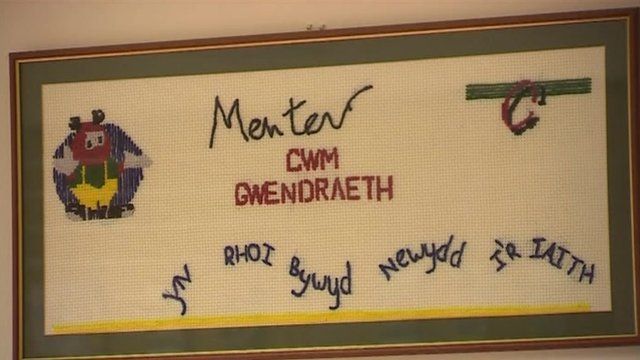 Menter
CWM
GWENDRAETH
YN RHOI Bywyd Newydd I'R IAITH